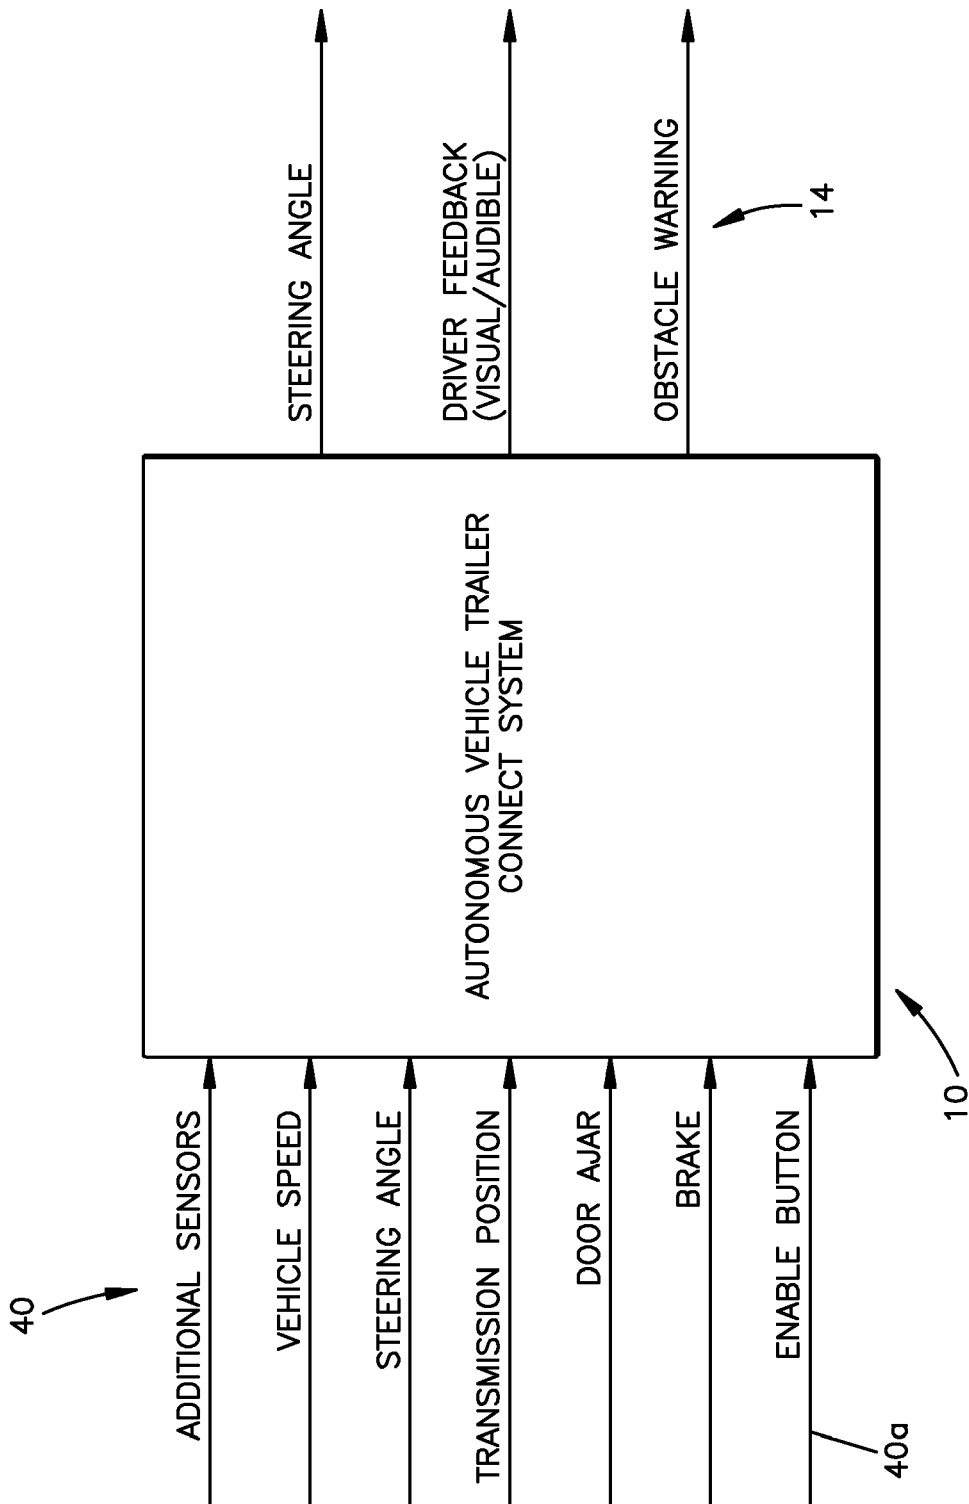 40
ADDITIONAL SENSORS
VEHICLE SPEED
STEERING ANGLE
TRANSMISSION POSITION
DOOR AJAR
BRAKE
ENABLE BUTTON
40a
AUTONOMOUS VEHICLE TRAILER
CONNECT SYSTEM
10
STEERING ANGLE
DRIVER FEEDBACK
(VISUAL/AUDIBLE)
OBSTACLE WARNING
14